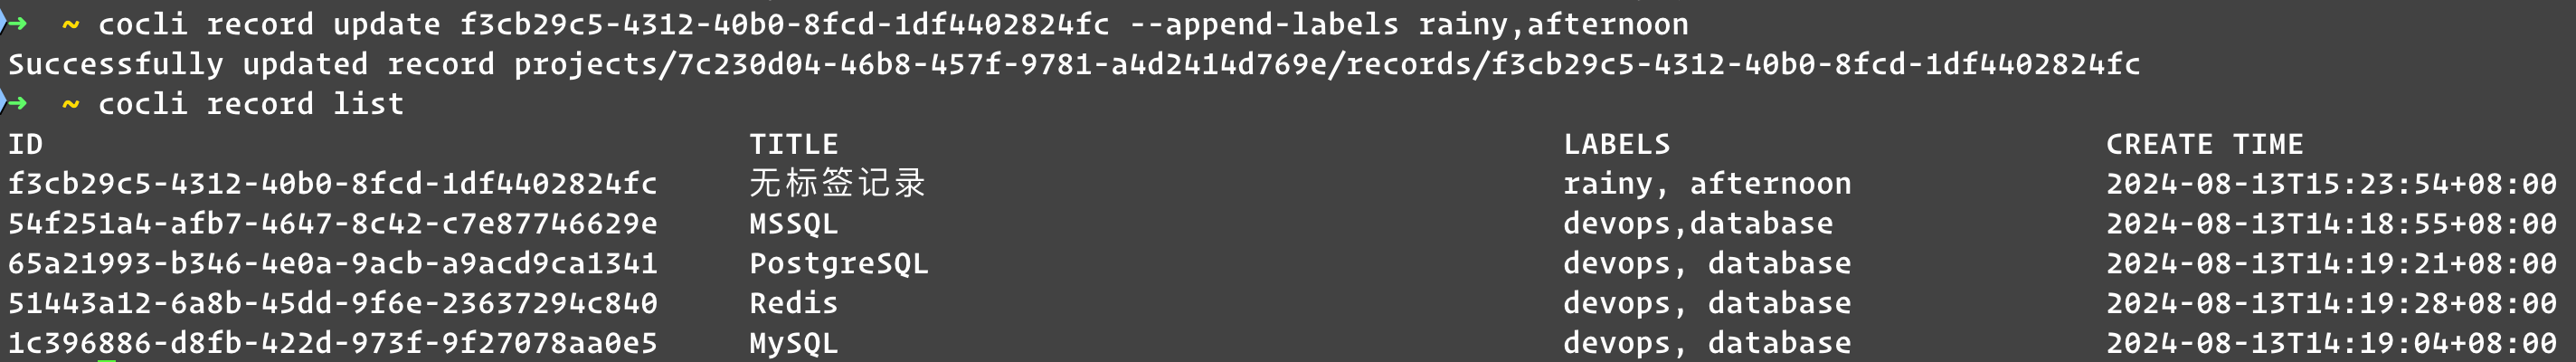 ➜ ~ cocli record update f3cb29c5-4312-40b0-8fcd-1df4402824fc --append-labels rainy,afternoon
Successfully updated record projects/7c230d04-46b8-457f-9781-a4d2414d769e/records/f3cb29c5-4312-40b0-8fcd-1df4402824fc
➜ ~ cocli record list
ID TITLE LABELS CREATE TIME
f3cb29c5-4312-40b0-8fcd-1df4402824fc 无标签记录 rainy, afternoon 2024-08-13T15:23:54+08:00
54f251a4-afb7-4647-8c42-c7e87746629e MSSQL devops,database 2024-08-13T14:18:55+08:00
65a21993-b346-4e0a-9acb-a9acd9ca1341 PostgreSQL devops, database 2024-08-13T14:19:21+08:00
51443a12-6a8b-45dd-9f6e-23637294c840 Redis devops, database 2024-08-13T14:19:28+08:00
1c396886-d8fb-422d-973f-9f27078aa0e5 MySQL devops, database 2024-08-13T14:19:04+08:00